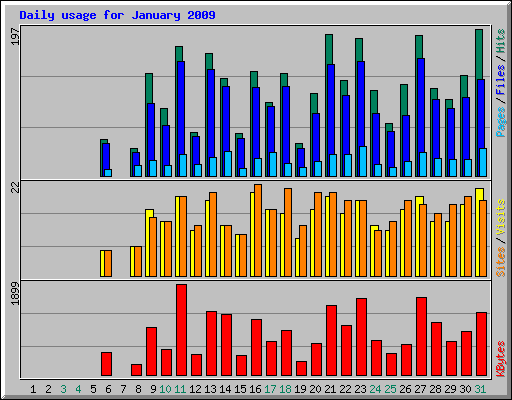 Daily usage for January 2009
197
Pages / Files / Hits
22
Sites / Visits
1899
KBytes
1 2 3 4 5 6 7 8 9 10 11 12 13 14 15 16 17 18 19 20 21 22 23 24 25 26 27 28 29 30 31